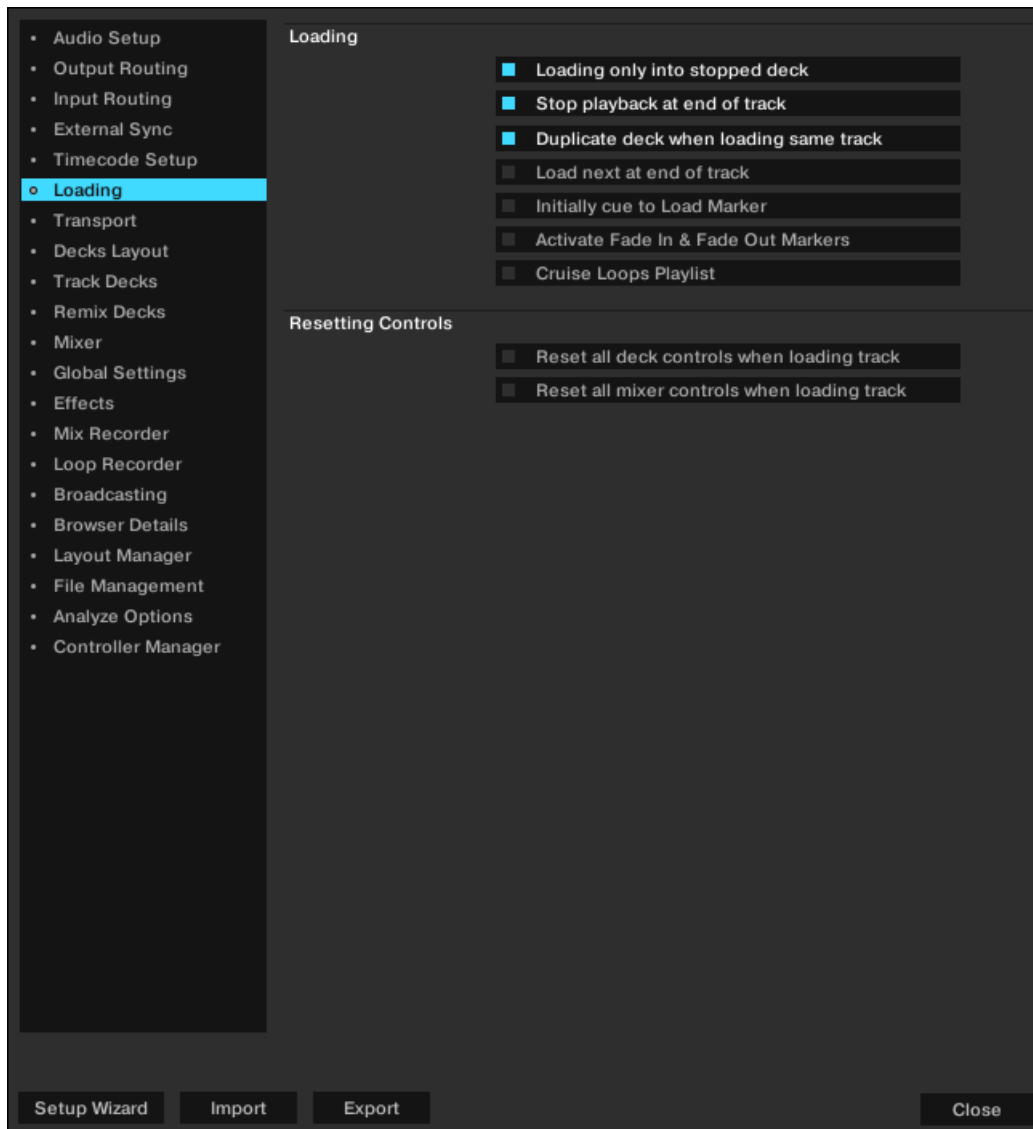 Audio Setup
Output Routing
Input Routing
External Sync
Timecode Setup
Loading
Transport
Decks Layout
Track Decks
Remix Decks
Mixer
Global Settings
Effects
Mix Recorder
Loop Recorder
Broadcasting
Browser Details
Layout Manager
File Management
Analyze Options
Controller Manager
Loading
Loading only into stopped deck
Stop playback at end of track
Duplicate deck when loading same track
Load next at end of track
Initially cue to Load Marker
Activate Fade In & Fade Out Markers
Cruise Loops Playlist
Resetting Controls
Reset all deck controls when loading track
Reset all mixer controls when loading track
Setup Wizard
Import
Export
Close